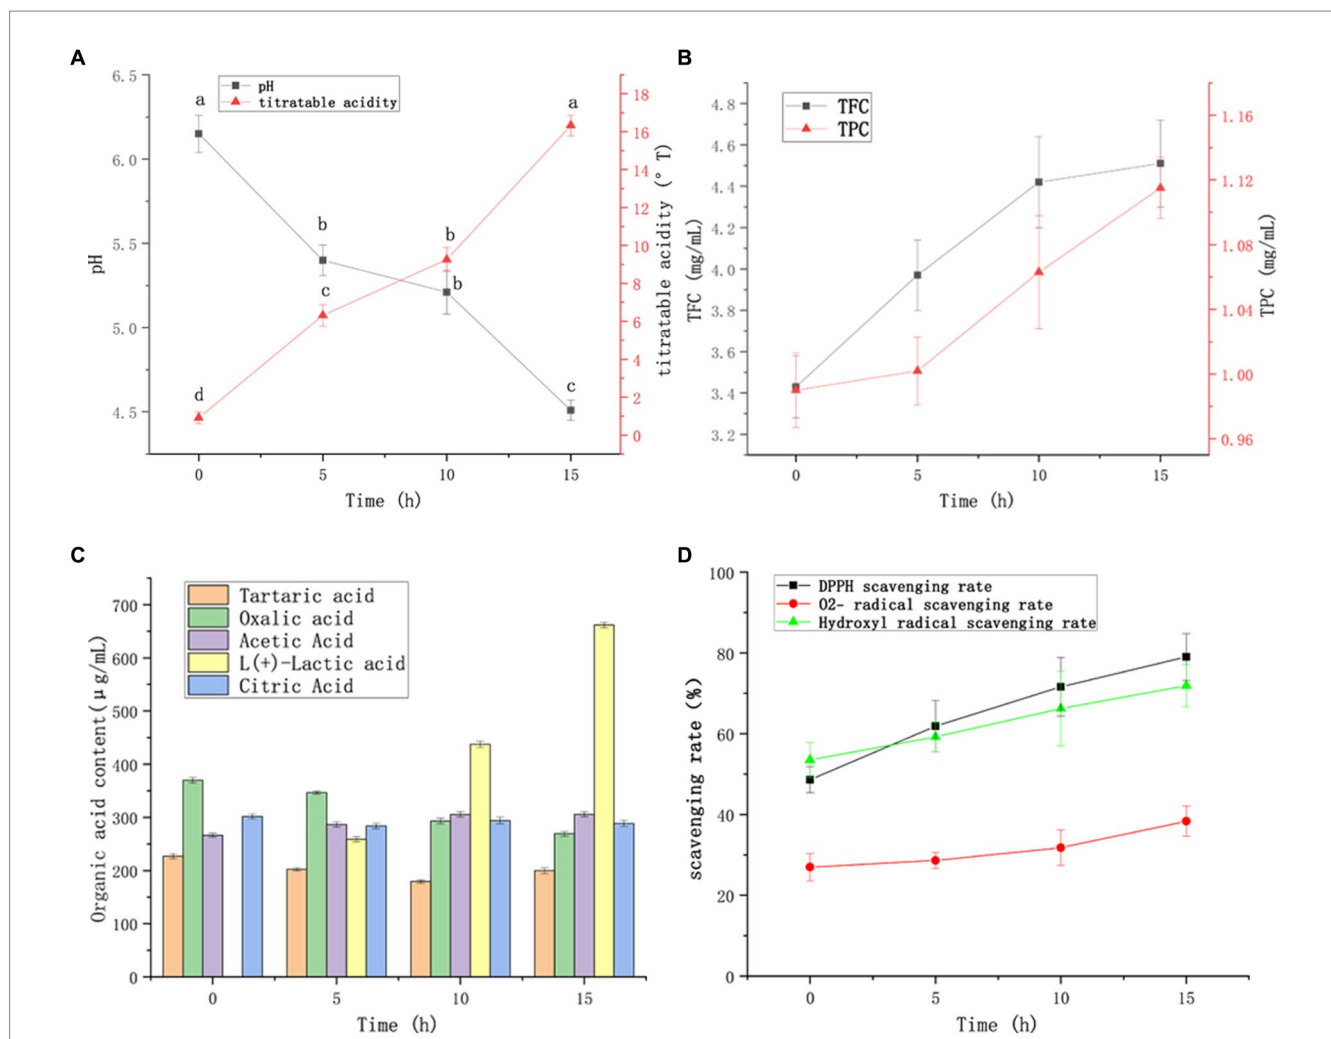 A
pH
titratable acidity
6.5
6.0
5.5
5.0
4.5
pH
a
b
b
c
d
c
b
a
18
16
14
12
10
8
6
4
2
0
titratable acidity (° T)
0
5
10
15
Time (h)
B
TFC
TPC
4.8
4.6
4.4
4.2
4.0
3.8
3.6
3.4
3.2
TFC (mg/mL)
1.16
1.12
1.08
1.04
1.00
0.96
TPC (mg/mL)
0
5
10
15
Time (h)
C
Tartaric acid
Oxalic acid
Acetic Acid
L(+)-Lactic acid
Citric Acid
700
600
500
400
300
200
100
0
Organic acid content(μg/mL)
0
5
10
15
Time (h)
D
DPPH scavenging rate
O2- radical scavenging rate
Hydroxyl radical scavenging rate
100
80
60
40
20
0
scavenging rate (%)
0
5
10
15
Time (h)